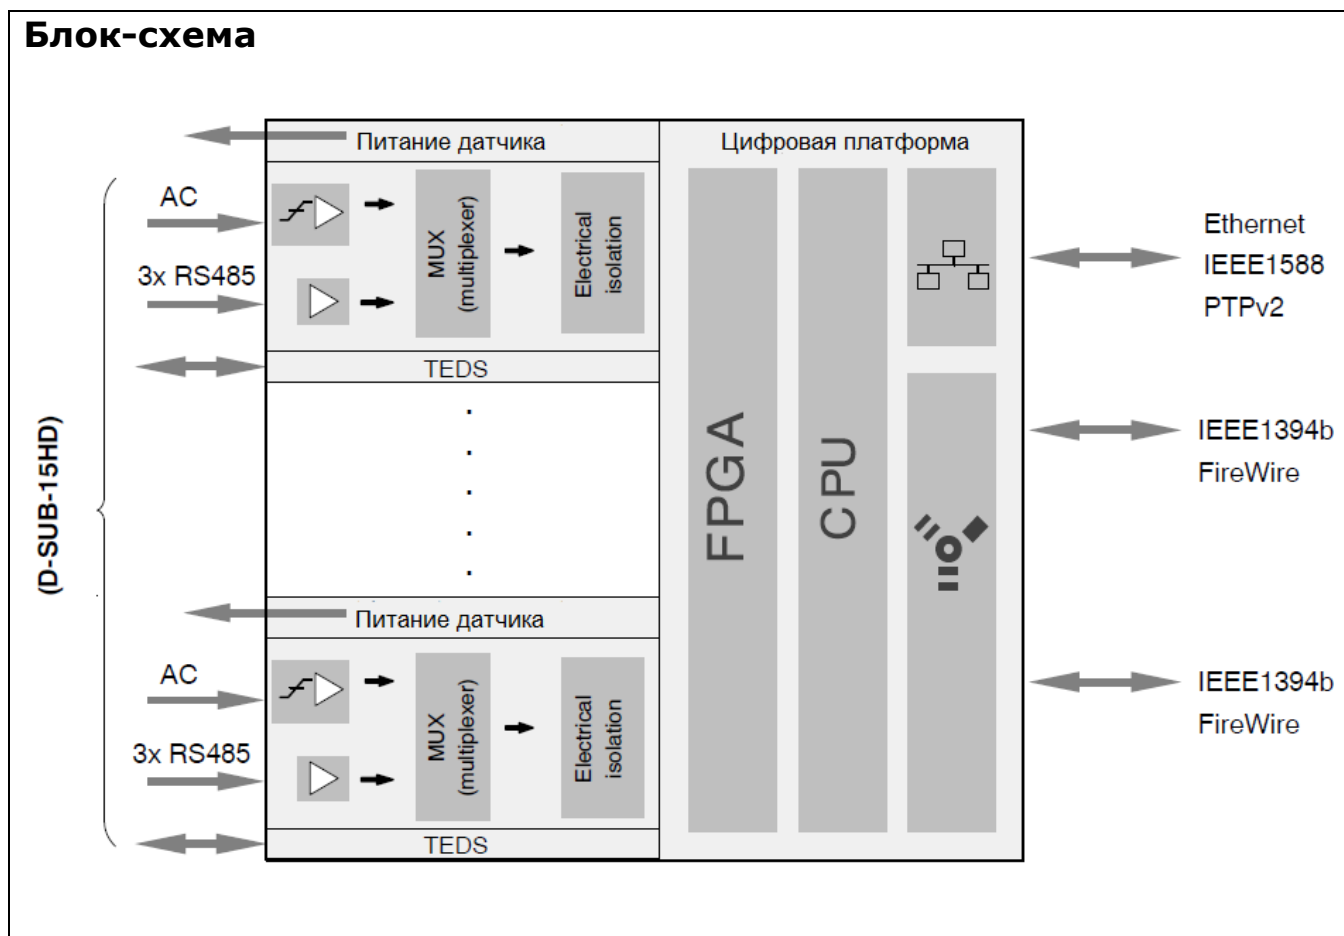 Блок-схема
Питание датчика
Цифровая платформа
AC
3x RS485
MUX
(multiplexer)
Electrical
isolation
TEDS
(D-SUB-15HD)
Питание датчика
AC
3x RS485
MUX
(multiplexer)
Electrical
isolation
TEDS
FPGA
CPU
Ethernet
IEEE1588
PTPv2
IEEE1394b
FireWire
IEEE1394b
FireWire